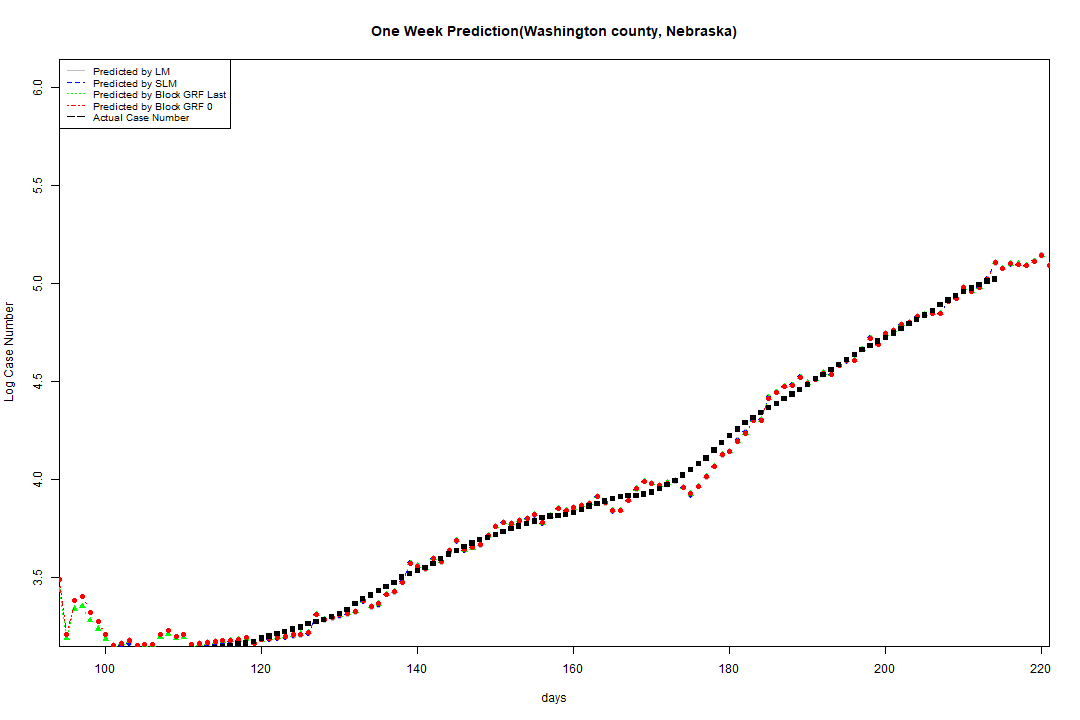 One Week Prediction(Washington county, Nebraska)
Predicted by LM
Predicted by SLM
Predicted by Block GRF Last
Predicted by Block GRF 0
Actual Case Number
6.0
5.5
5.0
4.5
4.0
3.5
Log Case Number
100 120 140 160 180 200 220
days